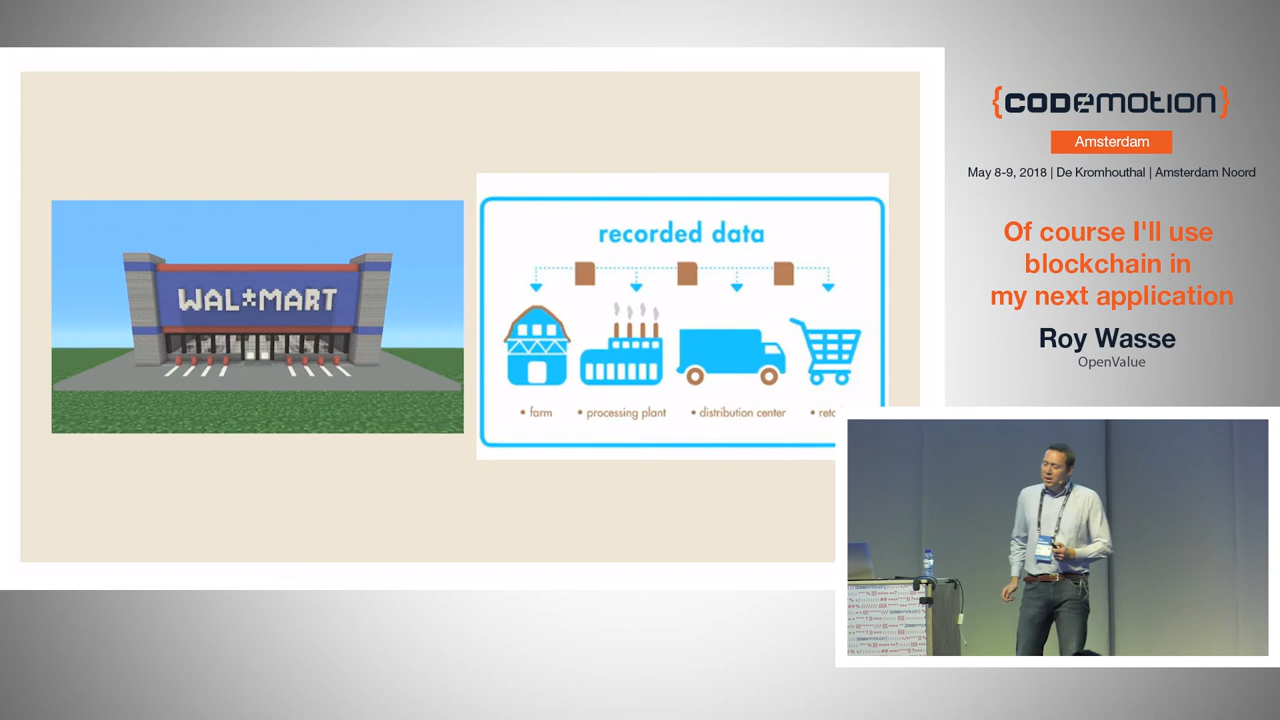 WAL*MART
recorded data
• farm
• processing plant
• distribution center
{CODEMOTION}
Amsterdam
May 8-9, 2018 | De Kromhouthal | Amsterdam Noord
Of course I'll use
blockchain in
my next application
Roy Wasse
OpenValue